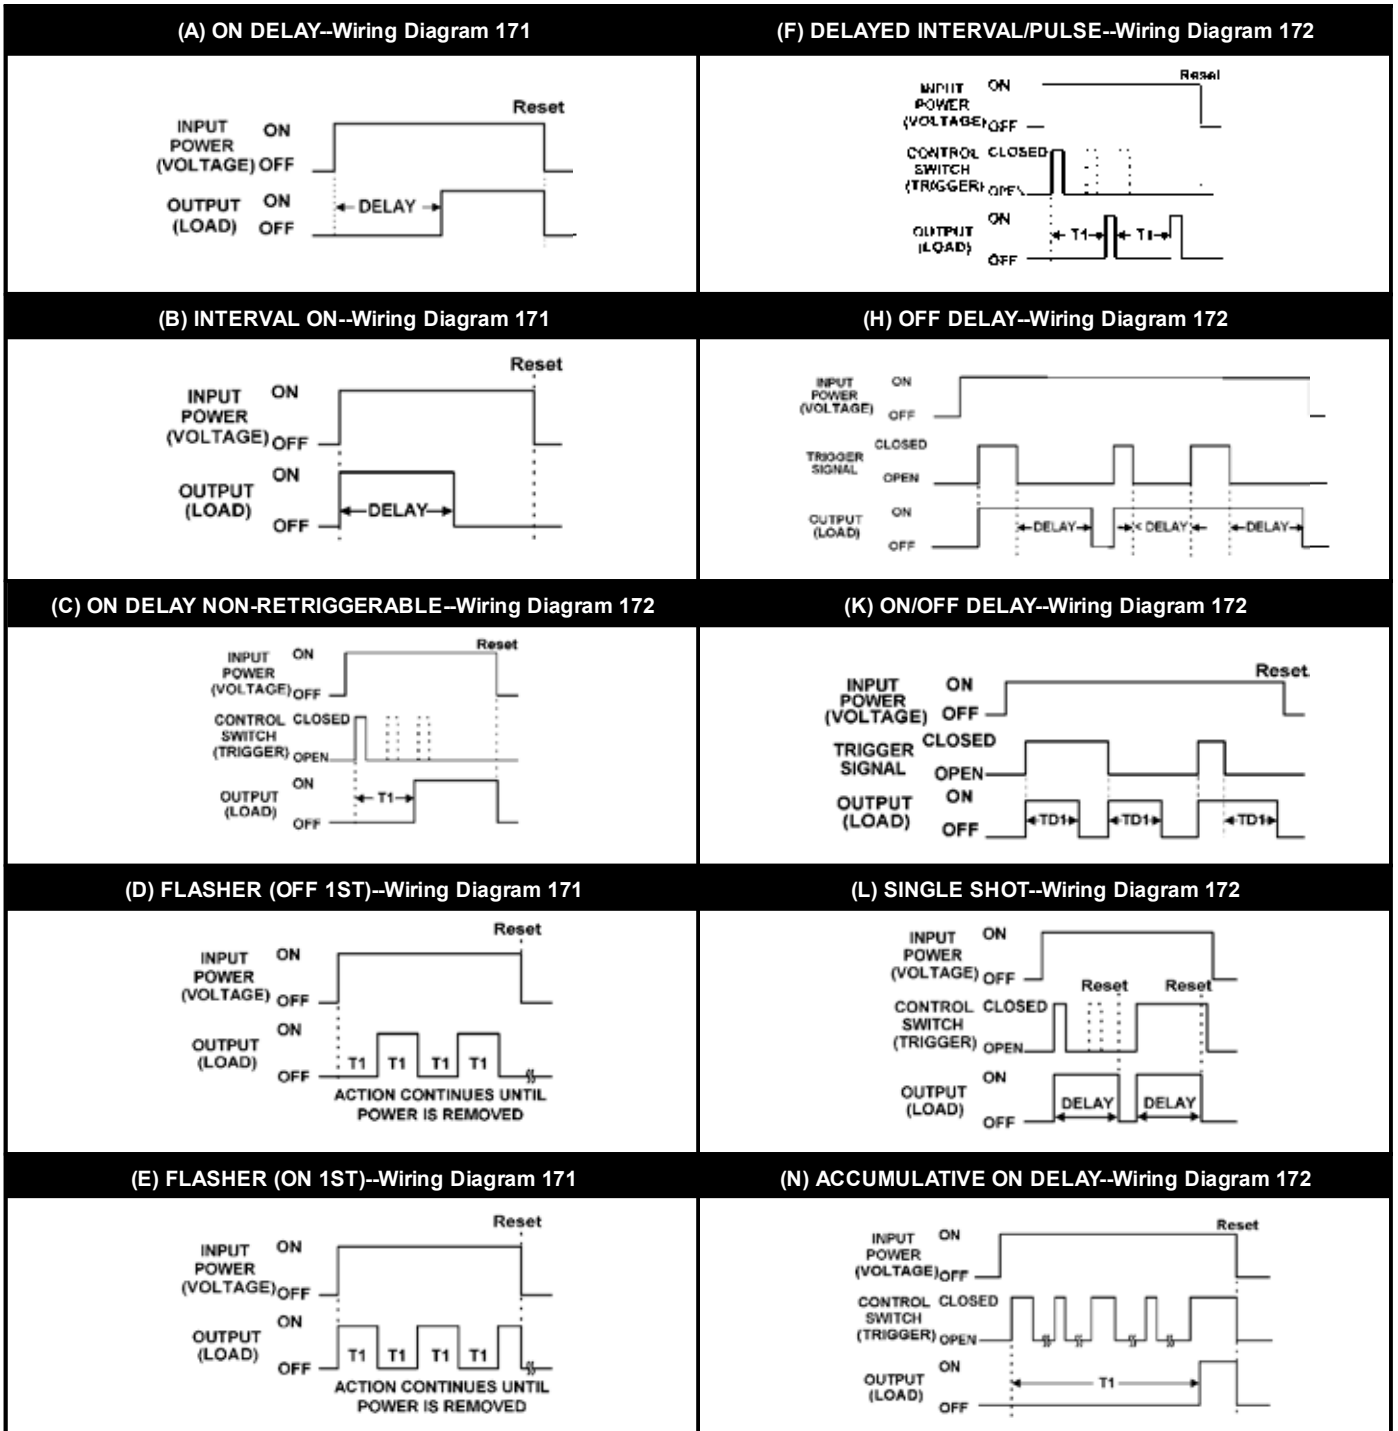 (A) ON DELAY--Wiring Diagram 171
Reset
INPUT ON
POWER
(VOLTAGE) OFF
OUTPUT ON
(LOAD) OFF
DELAY
(B) INTERVAL ON--Wiring Diagram 171
Reset
INPUT ON
POWER
(VOLTAGE) OFF
ON
OUTPUT
(LOAD)
OFF
DELAY
(C) ON DELAY NON-RETRIGGERABLE--Wiring Diagram 172
Reset
INPUT ON
POWER
(VOLTAGE) OFF
CONTROL CLOSED
SWITCH
(TRIGGER) OPEN
ON
OUTPUT
(LOAD)
OFF
T1
(D) FLASHER (OFF 1ST)--Wiring Diagram 171
Reset
INPUT ON
POWER
(VOLTAGE) OFF
ON
OUTPUT
(LOAD)
OFF
T1 T1 T1 T1
ACTION CONTINUES UNTIL
POWER IS REMOVED
(E) FLASHER (ON 1ST)--Wiring Diagram 171
Reset
INPUT ON
POWER
(VOLTAGE) OFF
ON
OUTPUT
(LOAD)
OFF
T1 T1 T1 T1
ACTION CONTINUES UNTIL
POWER IS REMOVED
(F) DELAYED INTERVAL/PULSE--Wiring Diagram 172
Reset
INPUT ON
POWER
(VOLTAGE) OFF
CONTROL CLOSED
SWITCH
(TRIGGER) OPEN
ON
OUTPUT
(LOAD)
OFF
T1
(H) OFF DELAY--Wiring Diagram 172
INPUT ON
POWER
(VOLTAGE) OFF
CLOSED
TRIGGER
SIGNAL
OPEN
OUTPUT ON
(LOAD)
OFF
DELAY < DELAY DELAY
(K) ON/OFF DELAY--Wiring Diagram 172
Reset
INPUT ON
POWER
(VOLTAGE) OFF
TRIGGER CLOSED
SIGNAL OPEN
OUTPUT ON
(LOAD) OFF
TD1 TD1 TD1
(L) SINGLE SHOT--Wiring Diagram 172
INPUT ON
POWER
(VOLTAGE) OFF
Reset Reset
CONTROL CLOSED
SWITCH
(TRIGGER) OPEN
ON
OUTPUT
(LOAD)
OFF
DELAY DELAY
(N) ACCUMULATIVE ON DELAY--Wiring Diagram 172
Reset
INPUT ON
POWER
(VOLTAGE) OFF
CONTROL CLOSED
SWITCH
(TRIGGER) OPEN
ON
OUTPUT
(LOAD)
OFF
T1